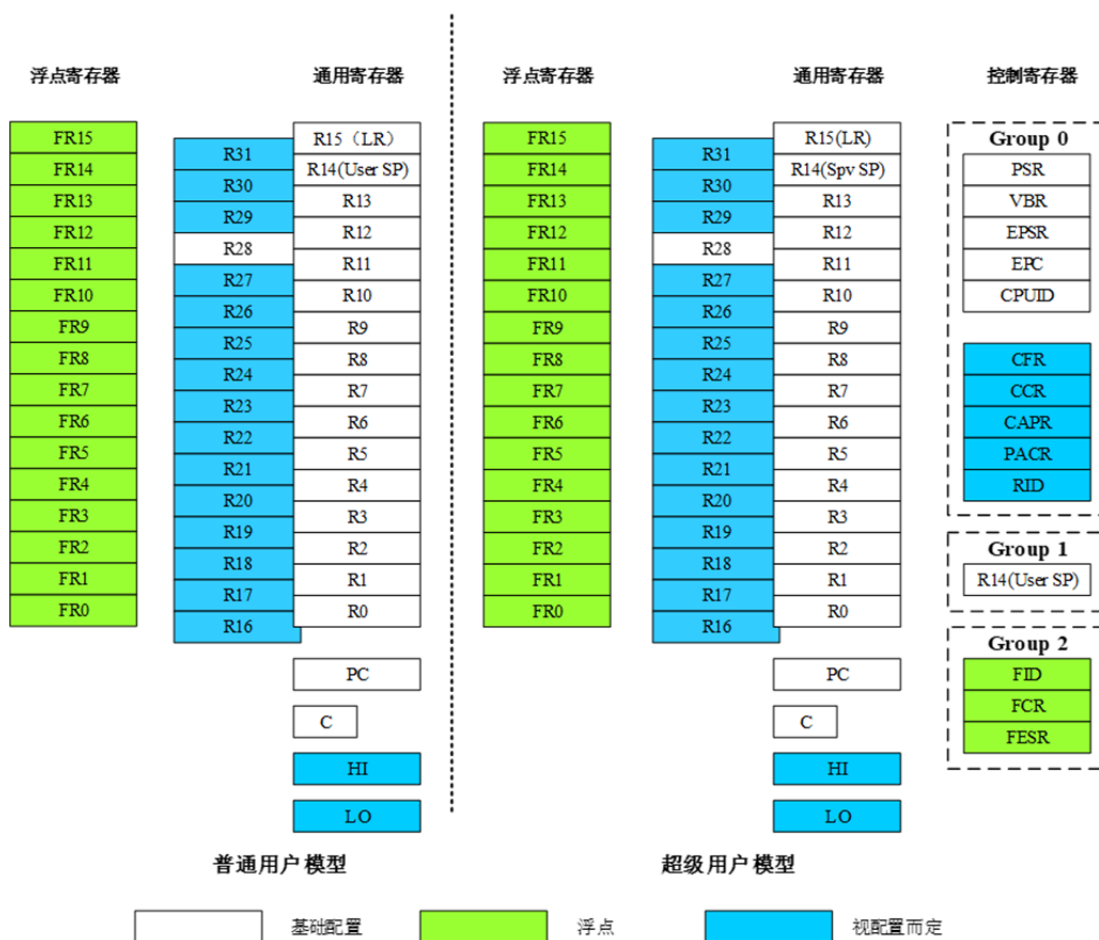 浮点寄存器 通用寄存器 浮点寄存器 通用寄存器 控制寄存器
FR15 R15（LR） FR15 R15(LR) Group 0
R31 R31
FR14 R14(User SP) FR14 R14(Spv SP) PSR
R30 R30
FR13 R13 FR13 R13 VBR
R29 R29
FR12 R12 FR12 R12 EPSR
R28 R28
FR11 R11 FR11 R11 EPC
R27 R27
FR10 R10 FR10 R10 CPUID
R26 R26
FR9 R9 FR9 R9
R25 R25
FR8 R8 FR8 R8 CFR
R24 R24
FR7 R7 FR7 R7 CCR
R23 R23
FR6 R6 FR6 R6 CAPR
R22 R22
FR5 R5 FR5 R5 PACR
R21 R21
FR4 R4 FR4 R4 RID
R20 R20
FR3 R3 FR3 R3
R19 R19
FR2 R2 FR2 R2 Group 1
R18 R18
FR1 R1 FR1 R1 R14(User SP)
R17 R17
FR0 R0 FR0 R0
R16 R16
Group 2
PC PC FID
FCR
C C
FESR
HI HI
LO LO
普通用户模型 超级用户模型
基础配置 浮点 视配置而定